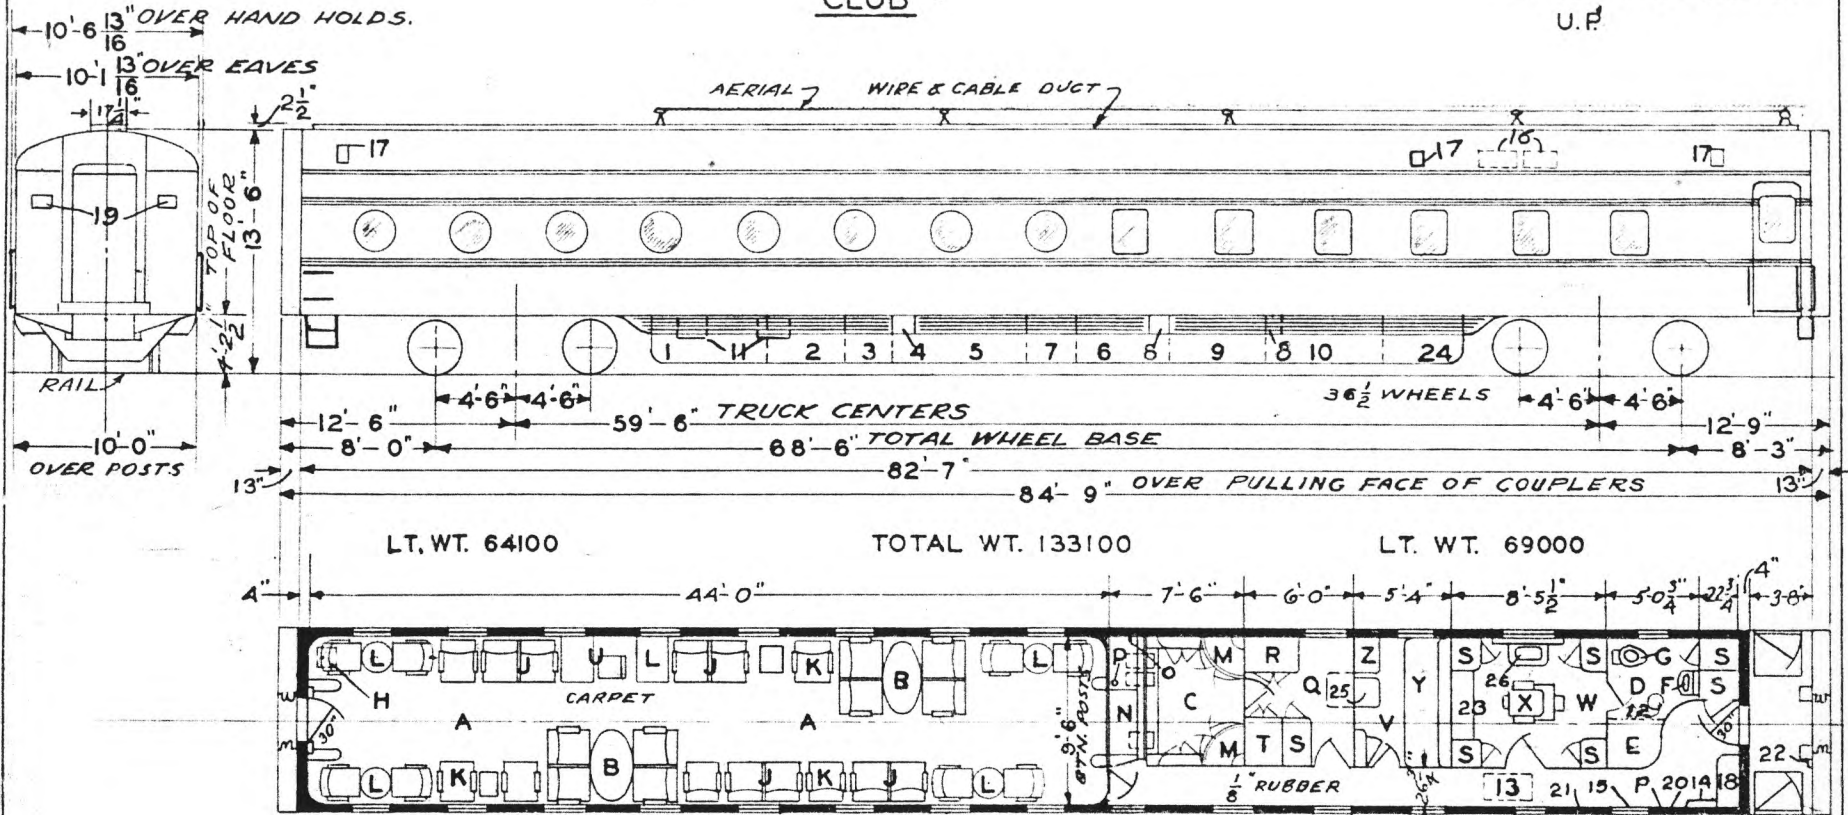 CLUB
U.P.
10'-6 13/16" OVER HAND HOLDS.
10'-1 13/16" OVER EAVES
2 1/2"
AERIAL
WIRE & CABLE DUCT
17
17
16
17
19
TOP OF FLOOR
13'-6"
4'-2 1/2"
1 11 2 3 4 5 7 6 8 9 8 10 24
RAIL
4'-6" 4'-6"
36 1/2 WHEELS
4'-6" 4'-6"
12'-6"
59'-6" TRUCK CENTERS
12'-9"
10'-0"
OVER POSTS
8'-0"
68'-6" TOTAL WHEEL BASE
8'-3"
13"
82'-7"
13"
84'-9" OVER PULLING FACE OF COUPLERS
LT. WT. 64100
TOTAL WT. 133100
LT. WT. 69000
4"
44'-0"
7'-6"
6'-0"
5'-4"
8'-5 1/2"
5'-0 3/4"
22 3/4"
4"
3'-8"
L J U L J K B L P O M R Z S S G S
H CARPET 25 26 D F S
A A N C Q Y 23 X W 12
30"
9'-6" BTN. POSTS
V
E
30"
B M T S S S 22
L K J K J L
1/8" RUBBER
26 3/4"
13 21 15 P 20 14 18